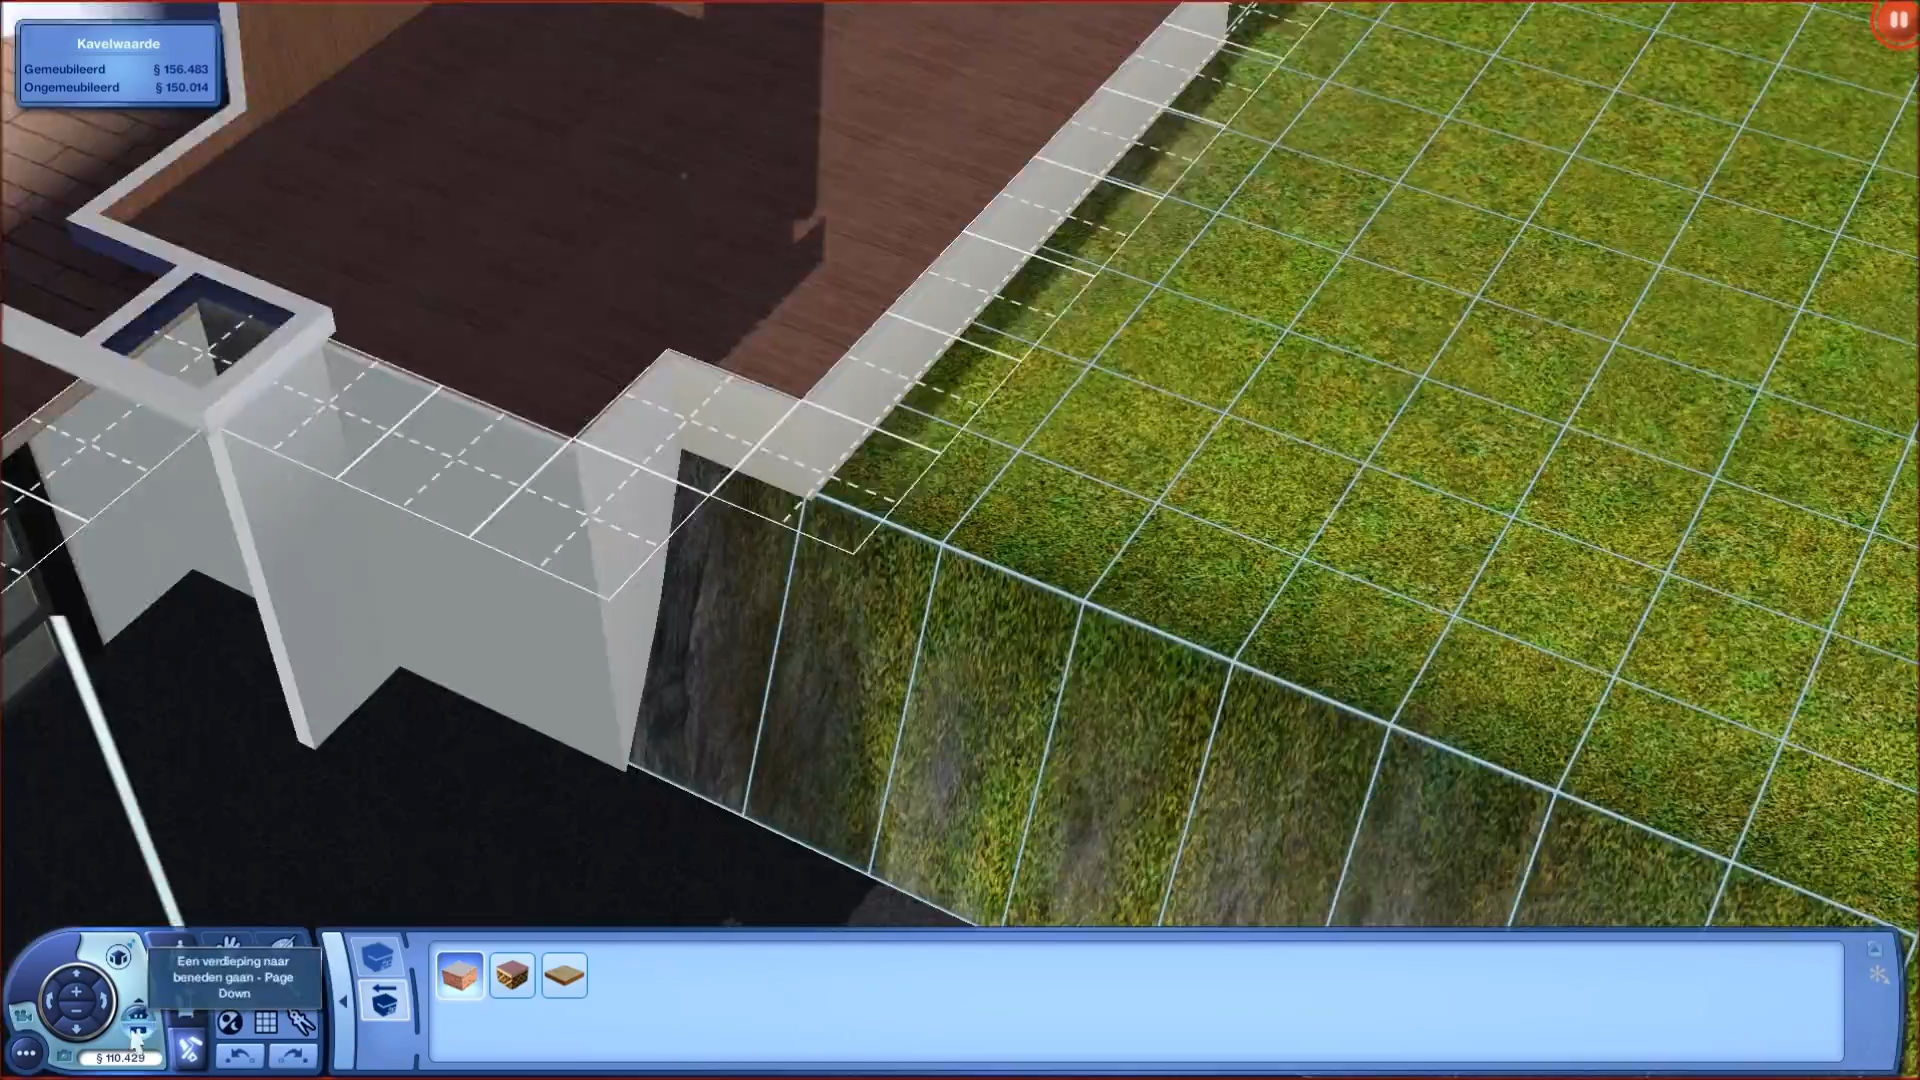 Kavelwaarde
Gemeubileerd § 156.483
Ongemeubileerd § 150.014
Een verdieping naar
beneden gaan - Page
Down
§ 110.429